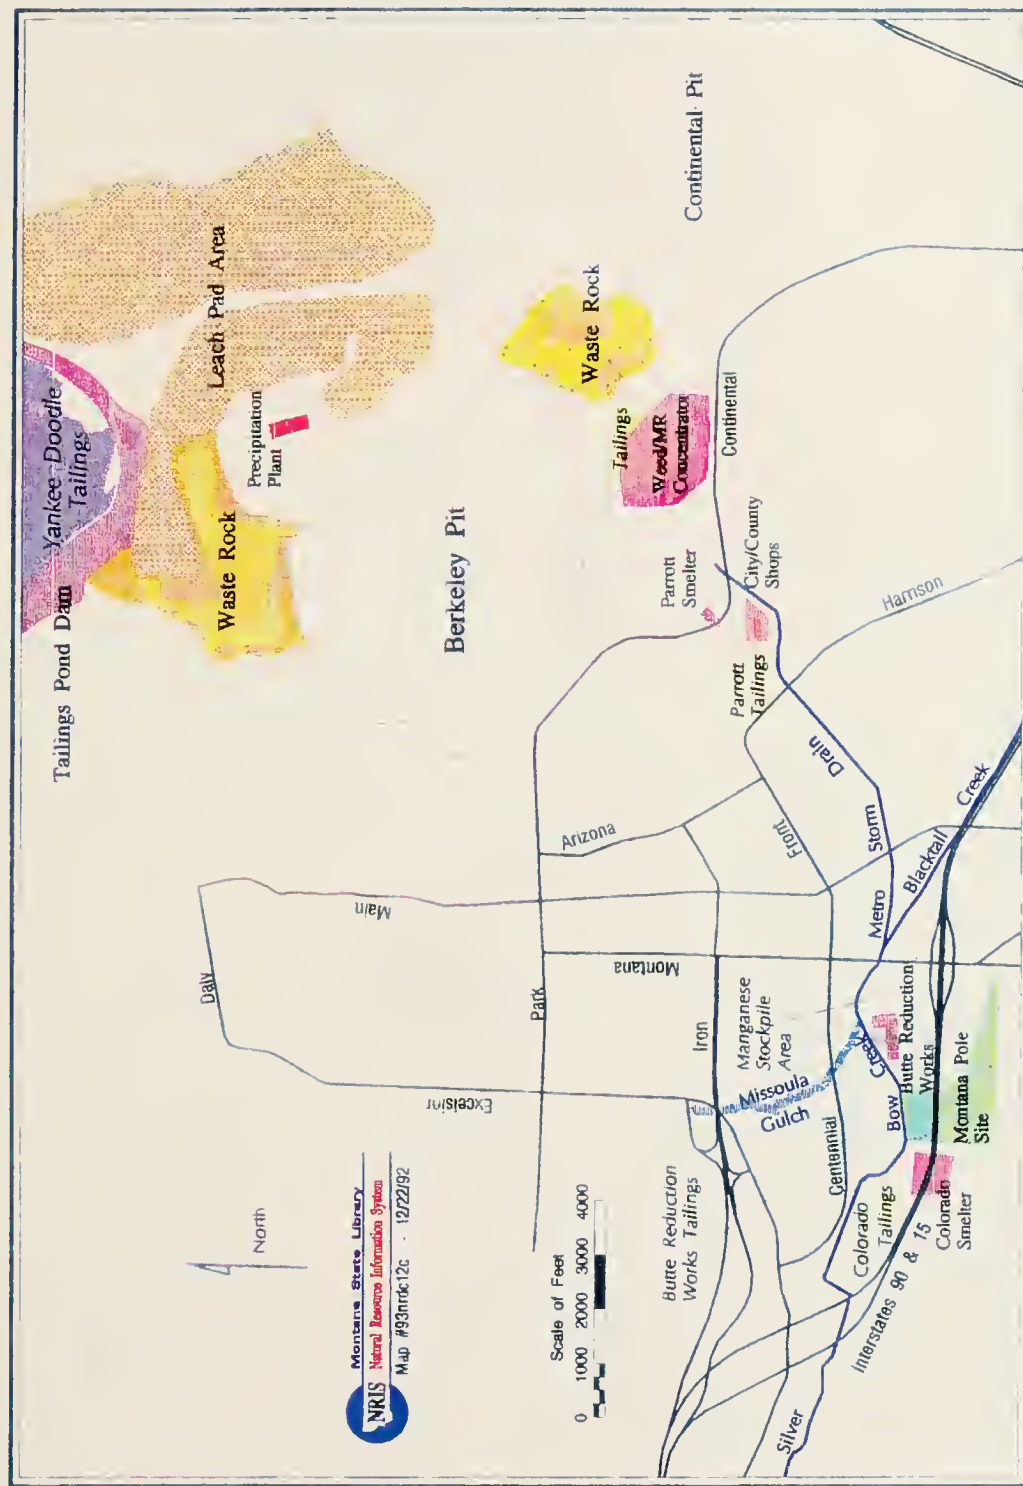 Tailings Pond Dam
Yankee Doodle
Tailings
Leach Pad Area
Waste Rock
Precipitation
Plant
Berkeley Pit
Continental Pit
Waste Rock
Tailings
Weed/MR
Concentrator
Continental
Parrott
Smelter
City/County
Shops
Parrott
Tailings
Harrison
Daly
Main
Arizona
Park
Montana
Excelsior
Front
Drain
Storm
Metro
Blacktail
Creek
Iron
Manganese
Stockpile
Area
Missoula
Gulch
Centennial
Silver
Bow
Creek
Butte Reduction
Works
Montana Pole
Site
Colorado
Smelter
Colorado
Tailings
Interstates 90 & 15
Butte Reduction
Works Tailings
North
NRIS
Montana State Library
Natural Resource Information System
Map #93nrdc12c - 12/22/92
Scale of Feet
0 1000 2000 3000 4000